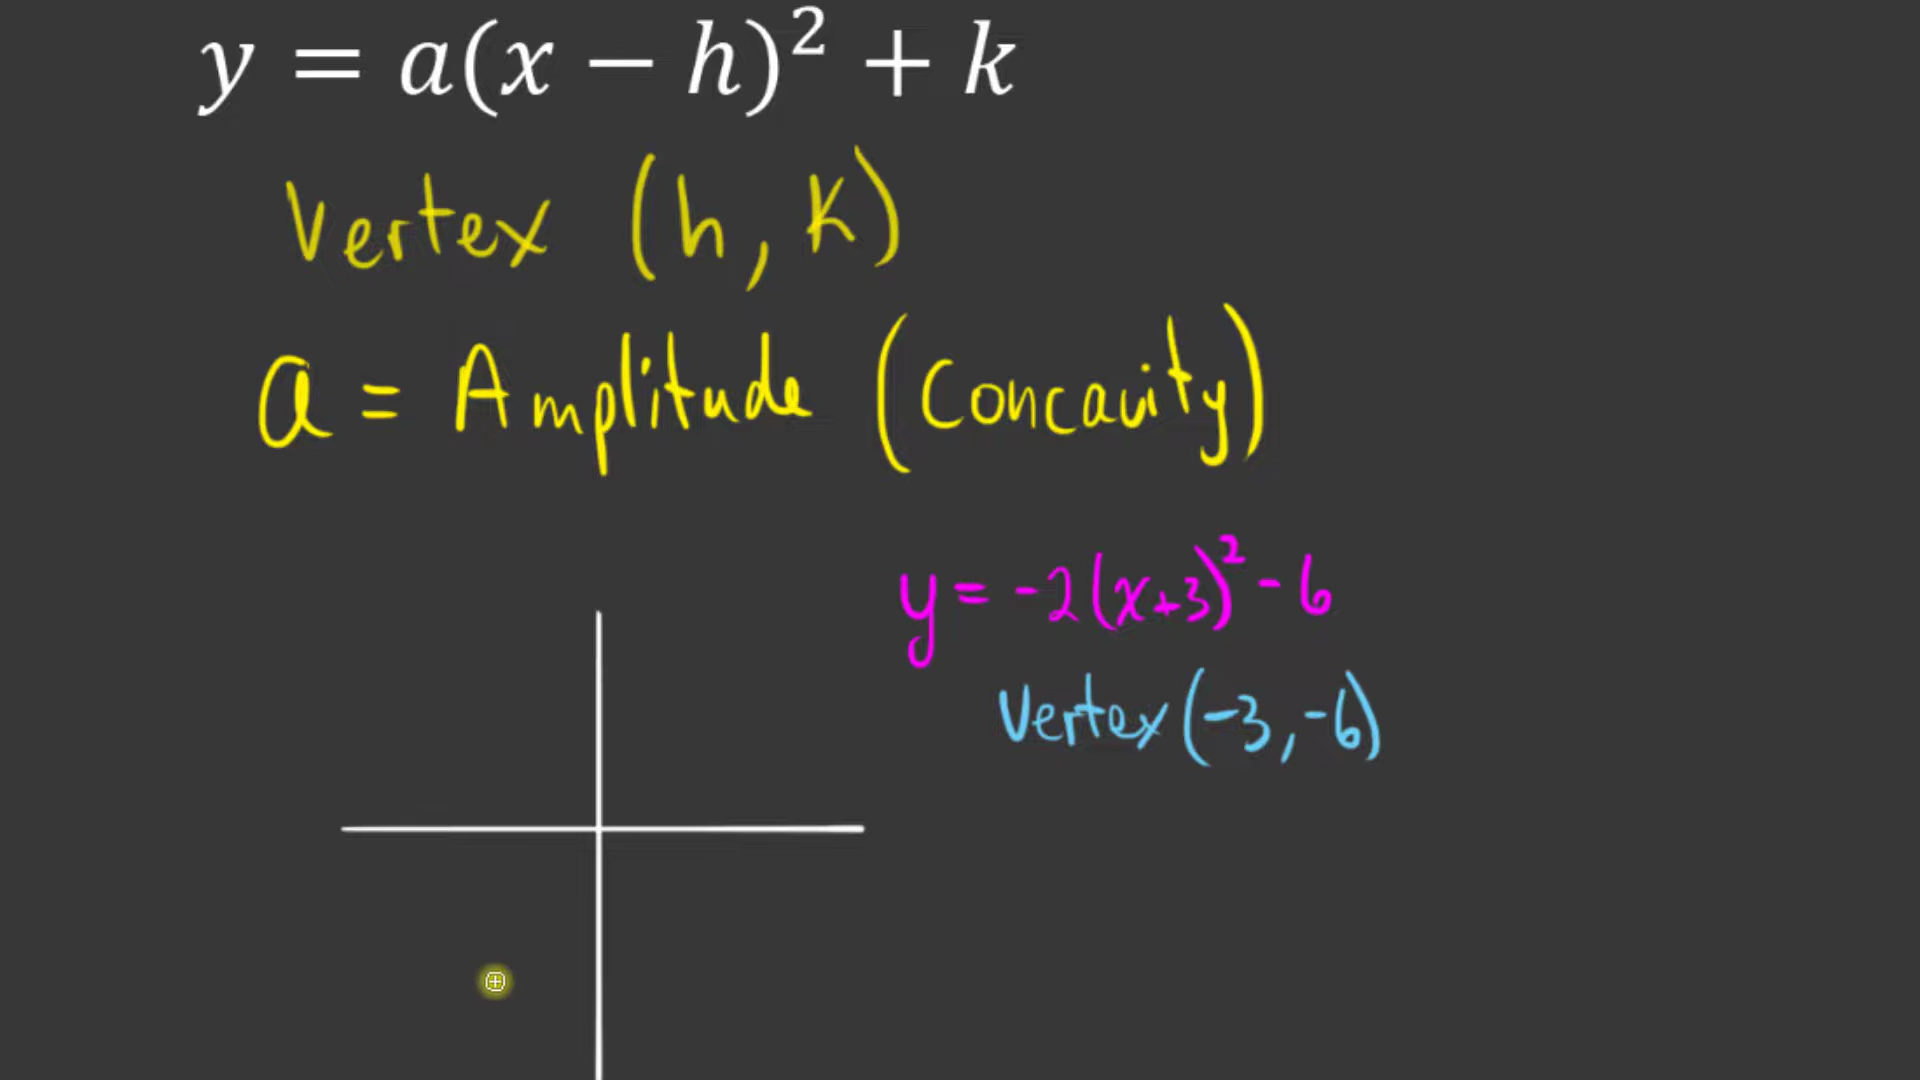 y = a(x − h)² + k
Vertex (h, k)
a = Amplitude (Concavity)
y = -2(x+3)² - 6
Vertex (-3, -6)